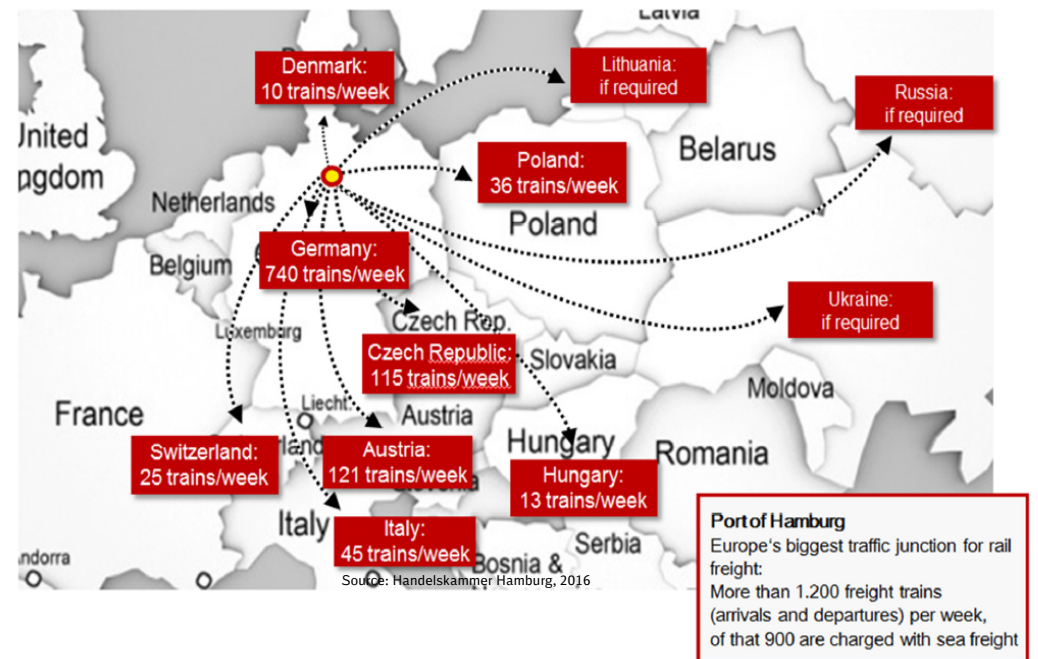 Latvia
Denmark:
10 trains/week
Lithuania:
if required
Russia:
if required
United
Kingdom
Belarus
Poland:
36 trains/week
Netherlands
Poland
Belgium
Germany:
740 trains/week
Ukraine:
if required
Luxemburg
Czech Rep.
Czech Republic:
115 trains/week
Slovakia
Moldova
France
Liecht.
Austria
Hungary
Romania
Switzerland:
25 trains/week
Austria:
121 trains/week
Hungary:
13 trains/week
Italy
Italy:
45 trains/week
Serbia
Bosnia &
Andorra
Source: Handelskammer Hamburg, 2016
Port of Hamburg
Europe's biggest traffic junction for rail
freight:
More than 1.200 freight trains
(arrivals and departures) per week,
of that 900 are charged with sea freight